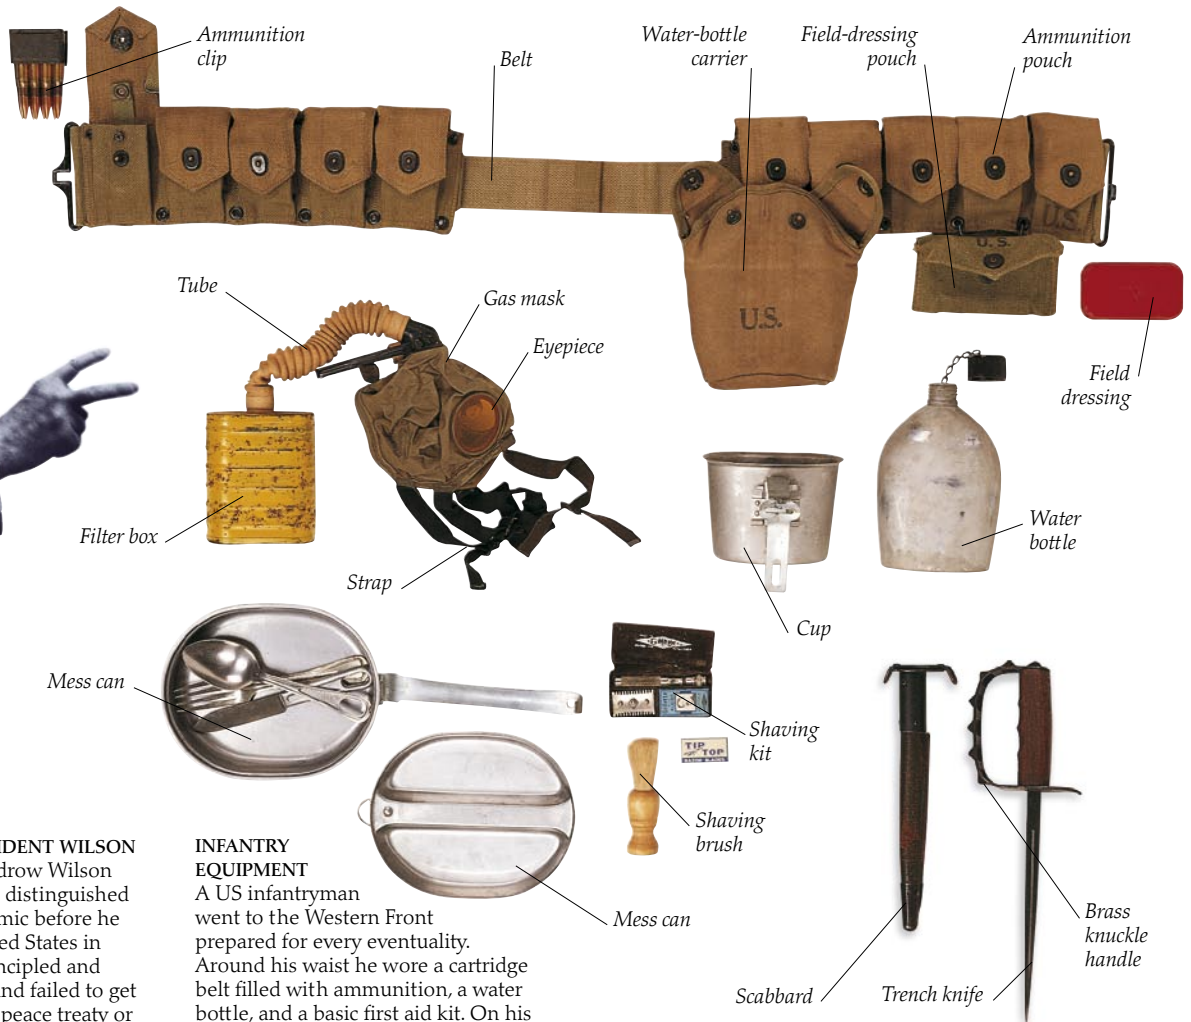 Ammunition
clip
Belt
Water-bottle
carrier
Field-dressing
pouch
Ammunition
pouch
U.S.
U.S.
U.S.
Tube
Gas mask
Eyepiece
Field
dressing
Filter box
Strap
Water
bottle
Cup
Mess can
Shaving
kit
TIP
TOP
RAZOR BLADES
Shaving
brush
Mess can
Scabbard
Trench knife
Brass
knuckle
handle
IDENT WILSON
drow Wilson
distinguished
mic before he
ed States in
ncipled and
nd failed to get
peace treaty or
INFANTRY
EQUIPMENT
A US infantryman
went to the Western Front
prepared for every eventuality.
Around his waist he wore a cartridge
belt filled with ammunition, a water
bottle, and a basic first aid kit. On his